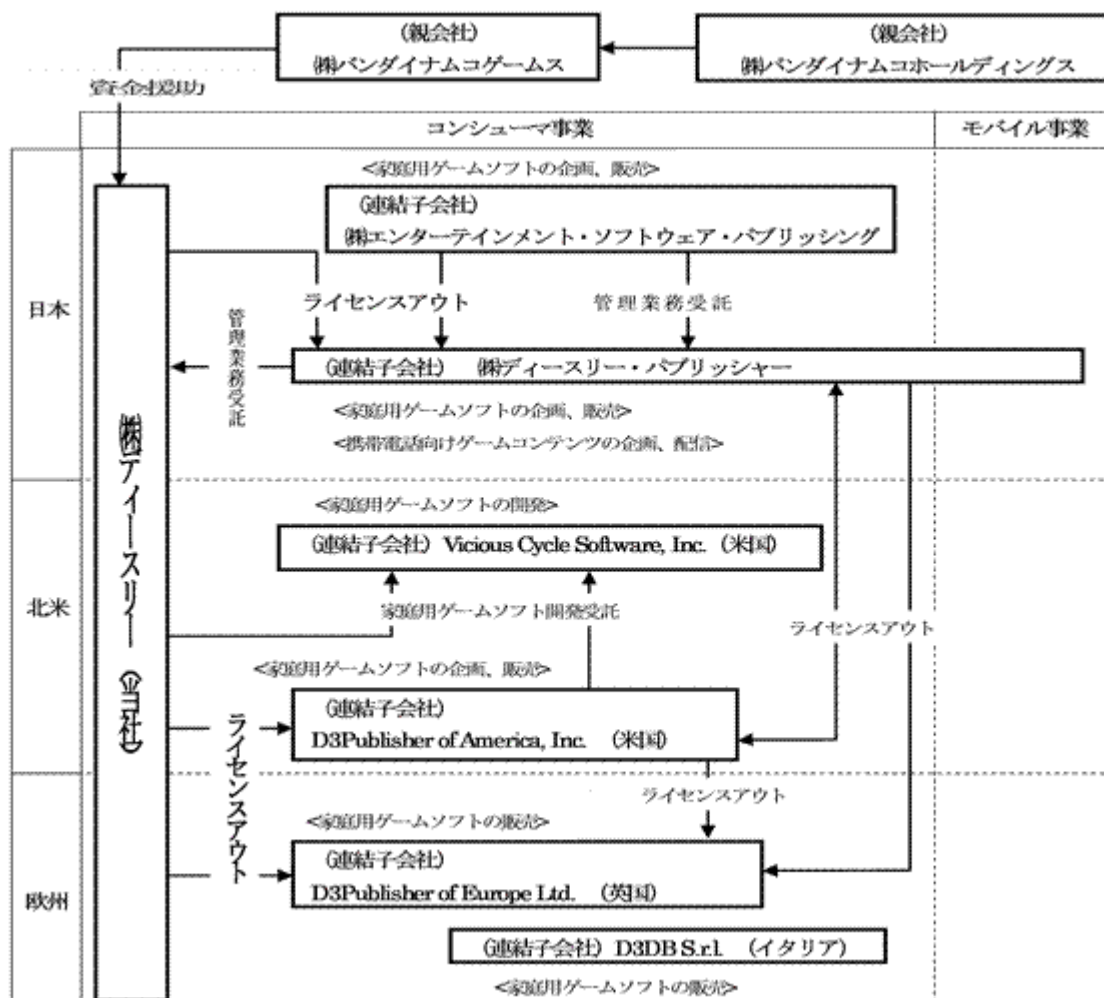 (親会社)
㈱バンダイナムコゲームス
(親会社)
㈱バンダイナムコホールディングス
資金援助
コンシューマ事業
モバイル事業
日本
<家庭用ゲームソフトの企画、販売>
(連結子会社)
㈱エンターテインメント・ソフトウェア・パブリッシング
ライセンスアウト
管理業務受託
管理業務受託
(連結子会社) ㈱ディースリー・パブリッシャー
<家庭用ゲームソフトの企画、販売>
<携帯電話向けゲームコンテンツの企画、配信>
㈱ディースリー (当社)
北米
<家庭用ゲームソフトの開発>
(連結子会社) Vicious Cycle Software, Inc. (米国)
家庭用ゲームソフト開発受託
ライセンスアウト
<家庭用ゲームソフトの企画、販売>
(連結子会社)
D3Publisher of America, Inc. (米国)
ライセンスアウト
ライセンスアウト
欧州
<家庭用ゲームソフトの販売>
(連結子会社)
D3Publisher of Europe Ltd. (英国)
(連結子会社) D3DB S.r.l. (イタリア)
<家庭用ゲームソフトの販売>